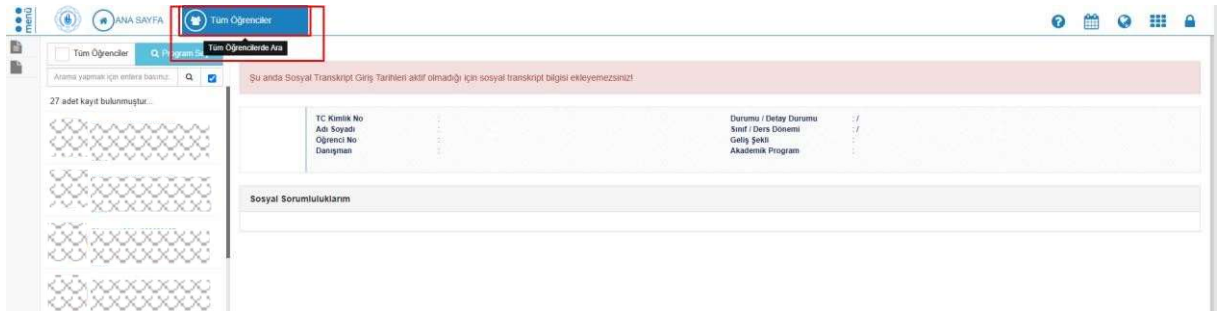 menü
ANA SAYFA
Tüm Öğrenciler
Tüm Öğrencilerde Ara
Tüm Öğrenciler
Program Seç
Arama yapmak için entera basınız.
27 adet kayıt bulunmuştur...
Şu anda Sosyal Transkript Giriş Tarihleri aktif olmadığı için sosyal transkript bilgisi ekleyemezsiniz!
TC Kimlik No :
Adı Soyadı :
Öğrenci No :
Danışman :
Durumu / Detay Durumu : /
Sınıf / Ders Dönemi : /
Geliş Şekli :
Akademik Program :
Sosyal Sorumluluklarım